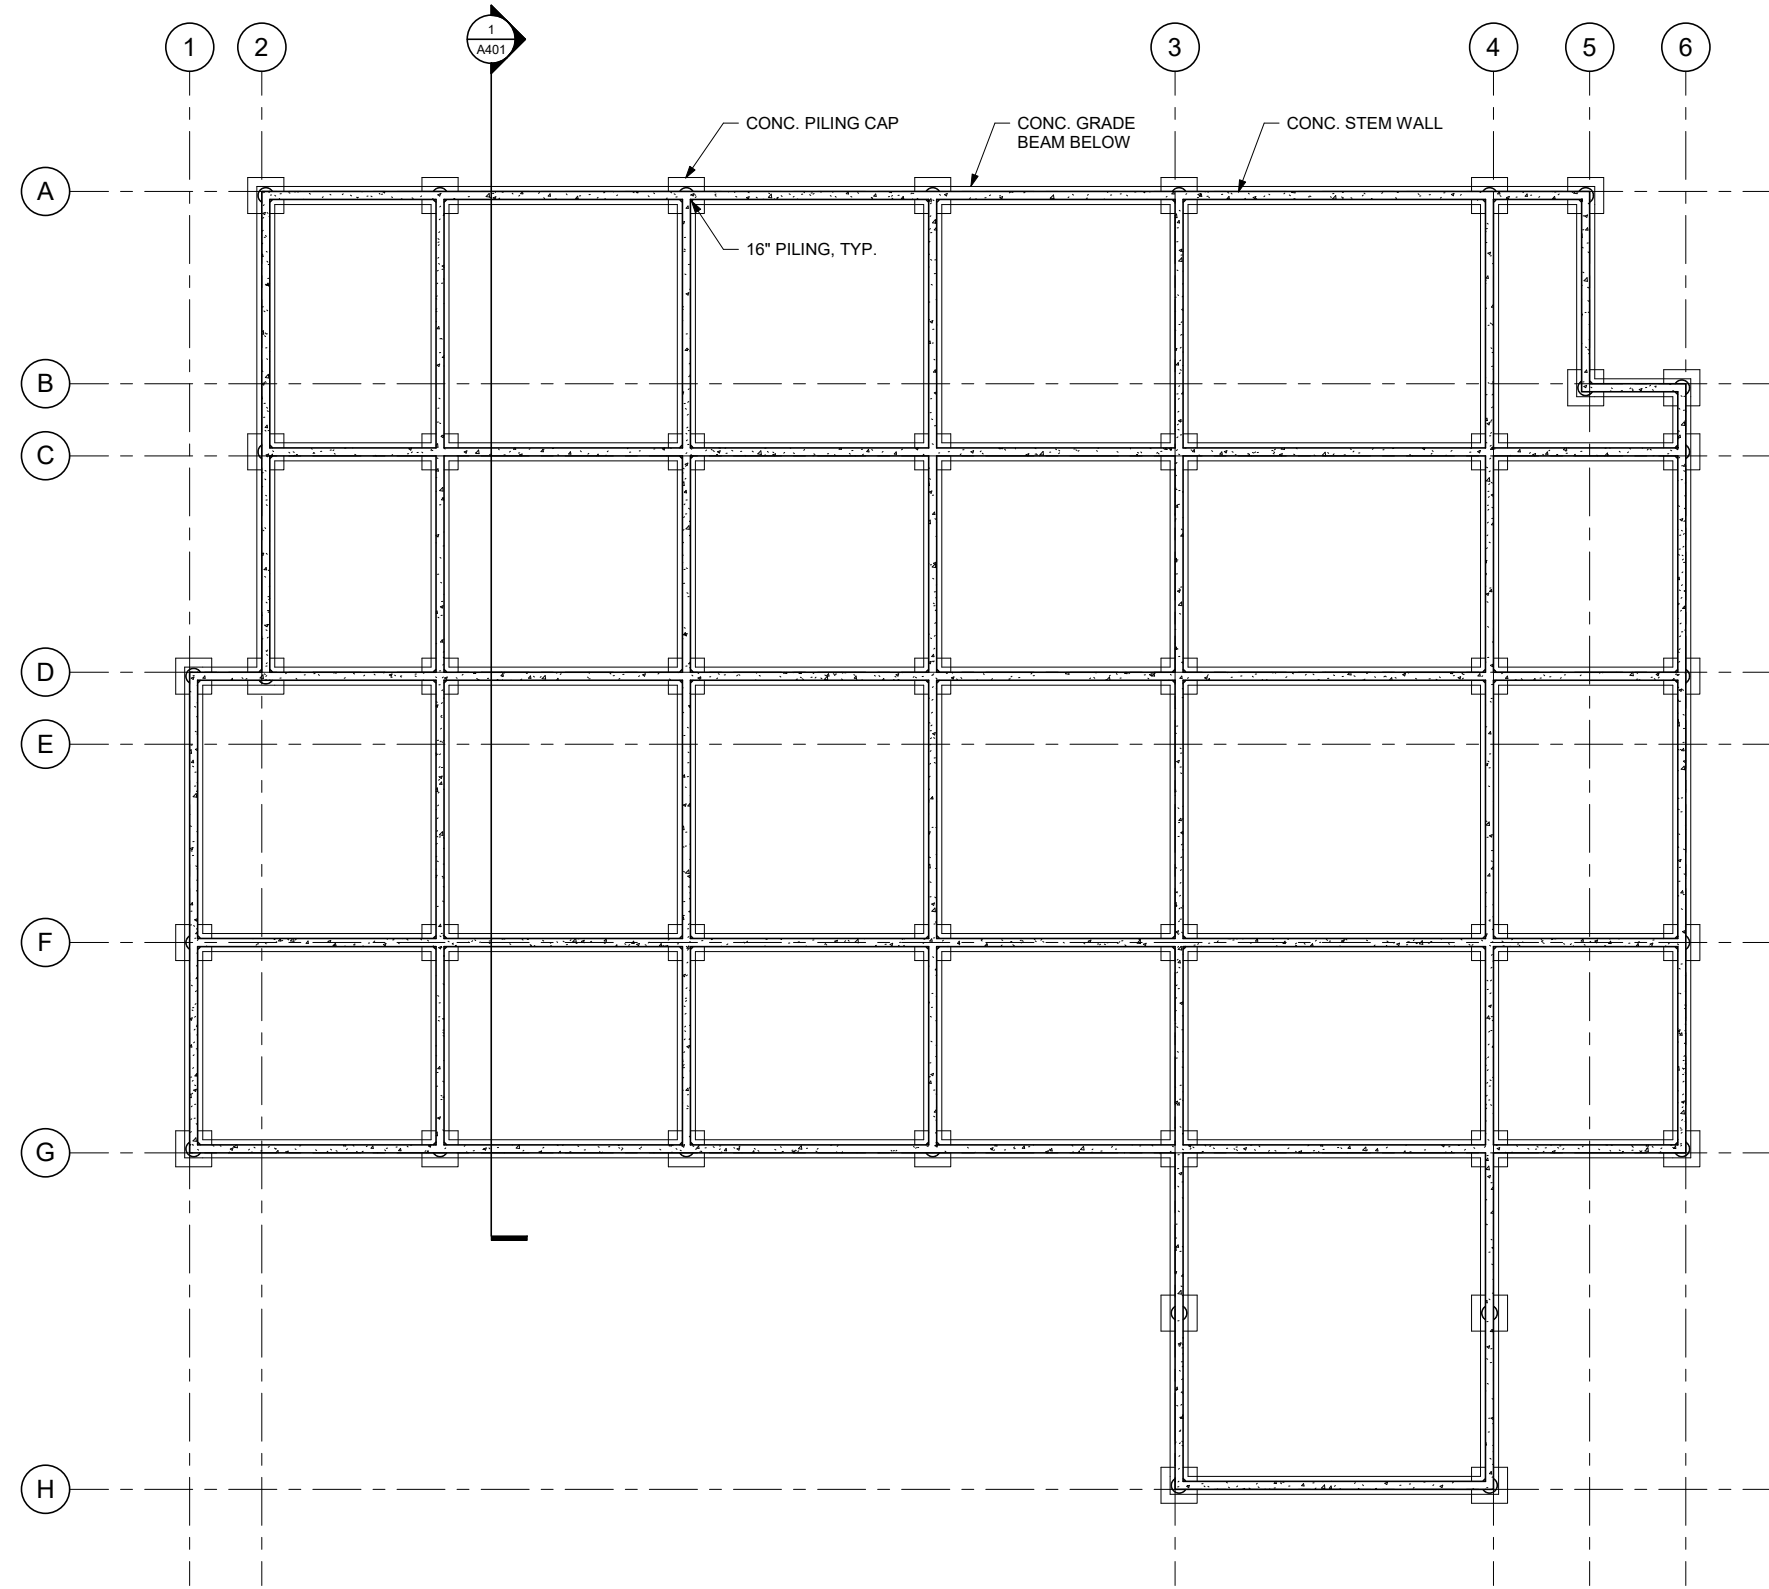 1
2
1
A401
3
4
5
6
CONC. PILING CAP
CONC. GRADE
BEAM BELOW
CONC. STEM WALL
A
16" PILING, TYP.
B
C
D
E
F
G
H